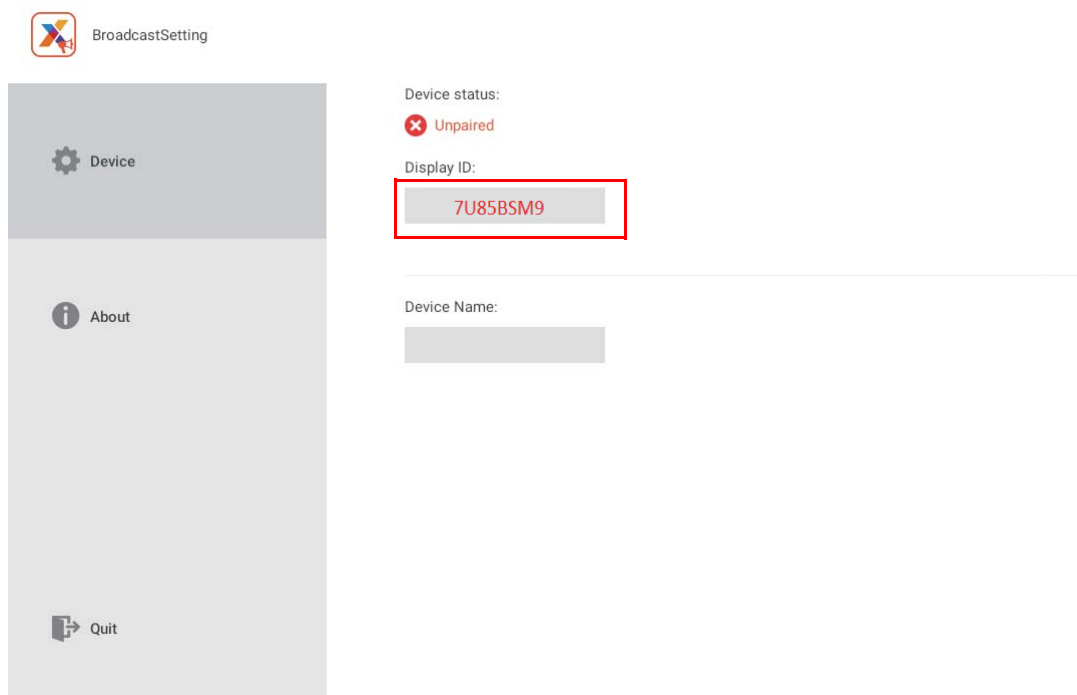 BroadcastSetting
Device
About
Quit
Device status:
Unpaired
Display ID:
7U85BSM9
Device Name: